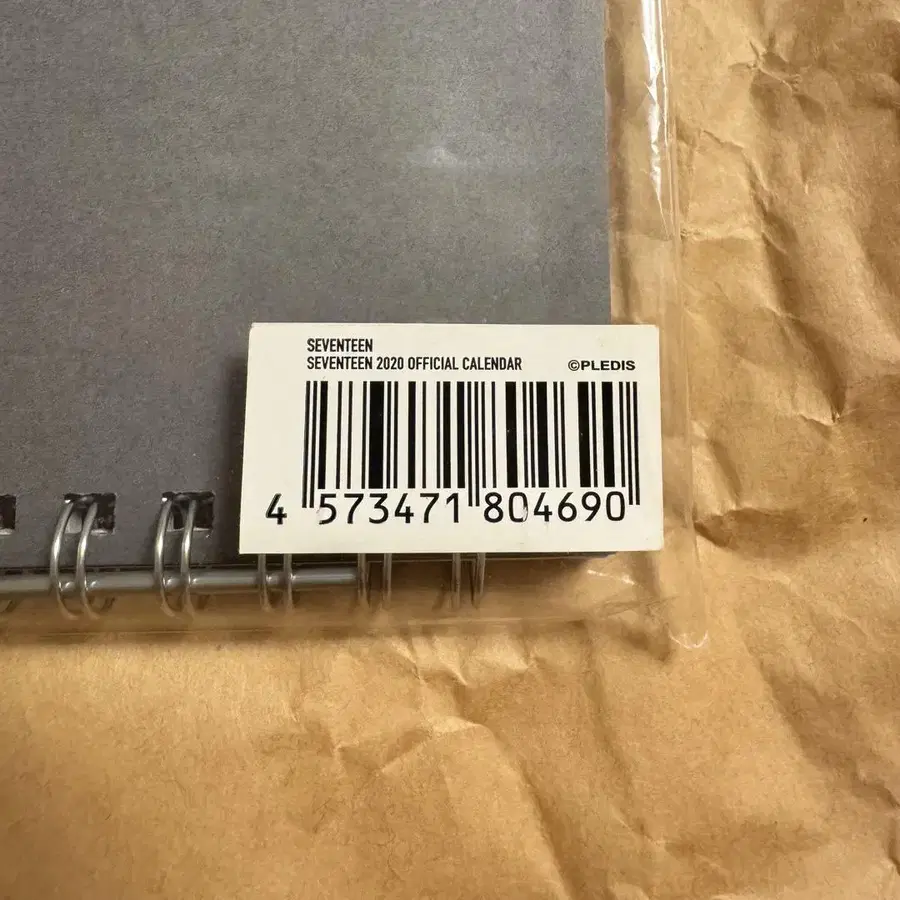 SEVENTEEN
SEVENTEEN 2020 OFFICIAL CALENDAR ©PLEDIS
4 573471 804690